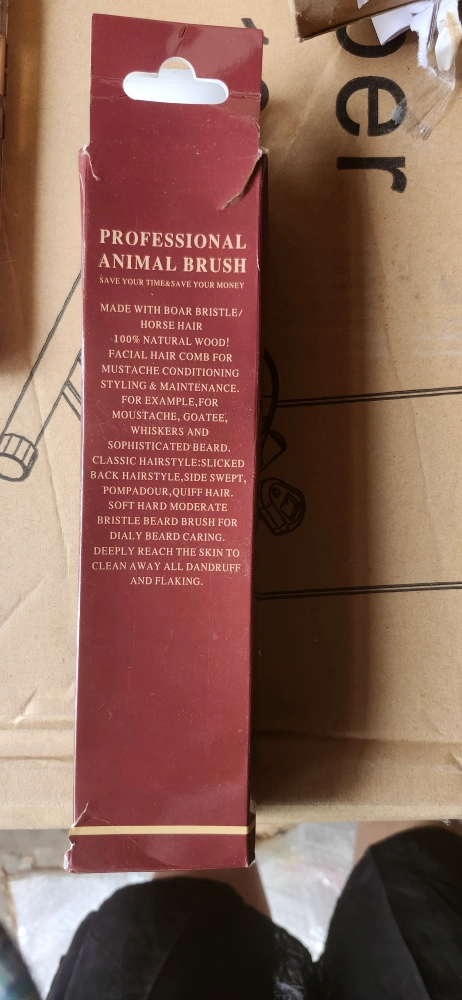 PROFESSIONAL
ANIMAL BRUSH
SAVE YOUR TIME&SAVE YOUR MONEY
MADE WITH BOAR BRISTLE/
HORSE HAIR
100% NATURAL WOOD!
FACIAL HAIR COMB FOR
MUSTACHE CONDITIONING
STYLING & MAINTENANCE.
FOR EXAMPLE,FOR
MOUSTACHE, GOATEE,
WHISKERS AND
SOPHISTICATED BEARD.
CLASSIC HAIRSTYLE:SLICKED
BACK HAIRSTYLE,SIDE SWEPT,
POMPADOUR,QUIFF HAIR.
SOFT HARD MODERATE
BRISTLE BEARD BRUSH FOR
DIALY BEARD CARING.
DEEPLY REACH THE SKIN TO
CLEAN AWAY ALL DANDRUFF
AND FLAKING.
per